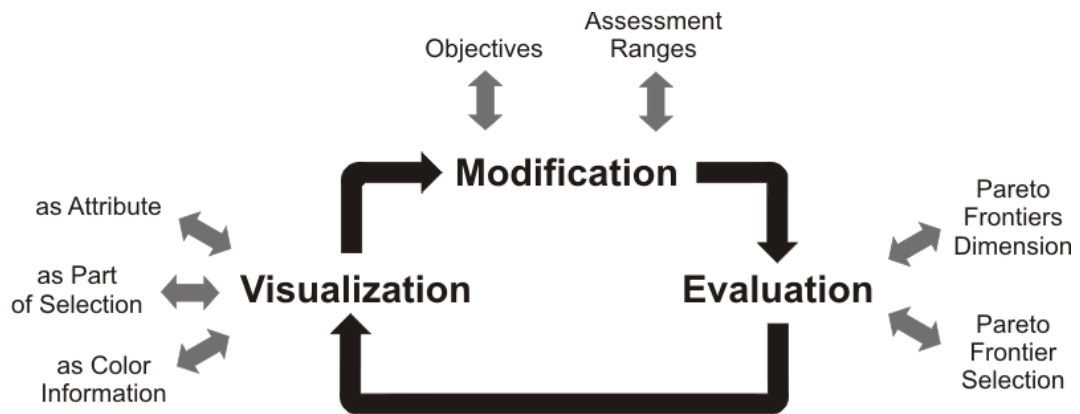 Objectives
Assessment
Ranges
Modification
as Attribute
as Part
of Selection
as Color
Information
Visualization
Evaluation
Pareto
Frontiers
Dimension
Pareto
Frontier
Selection